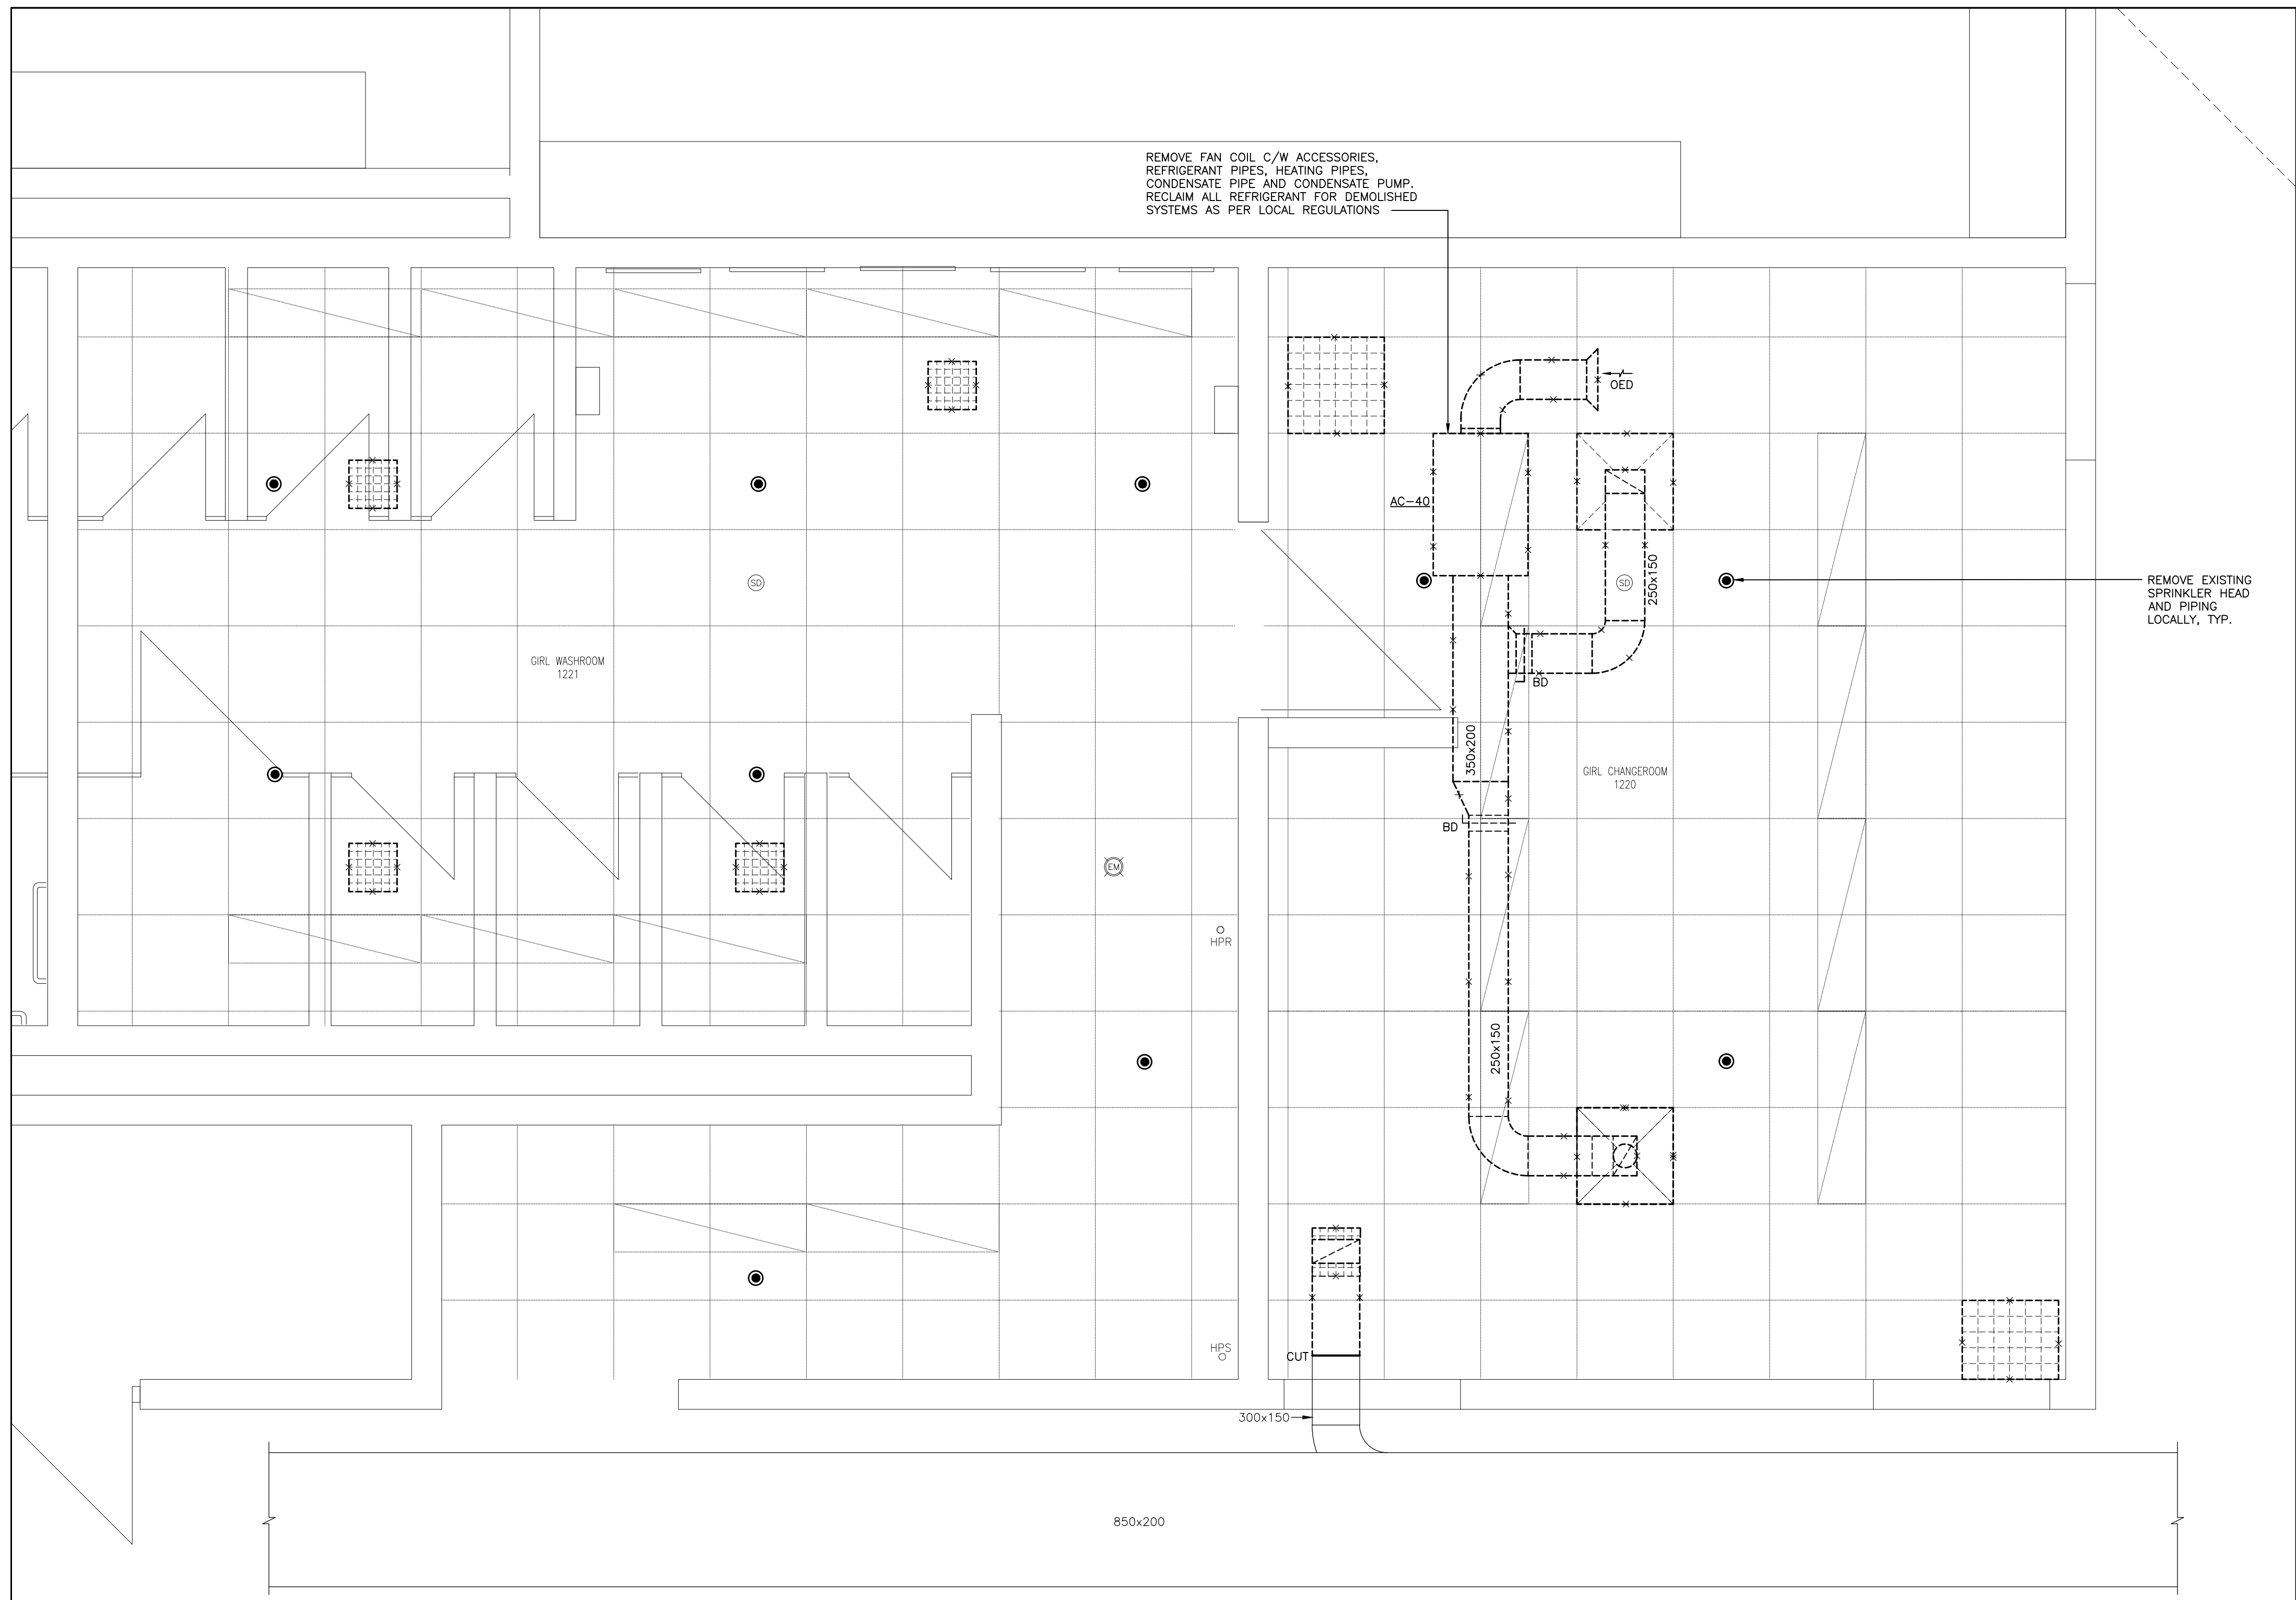 REMOVE FAN COIL C/W ACCESSORIES,
REFRIGERANT PIPES, HEATING PIPES,
CONDENSATE PIPE AND CONDENSATE PUMP.
RECLAIM ALL REFRIGERANT FOR DEMOLISHED
SYSTEMS AS PER LOCAL REGULATIONS
OED
AC-40
SD
SD
250x150
REMOVE EXISTING
SPRINKLER HEAD
AND PIPING
LOCALLY, TYP.
GIRL WASHROOM
1221
BD
350x200
GIRL CHANGEROOM
1220
BD
EM
HPR
250x150
HPS
CUT
300x150
850x200